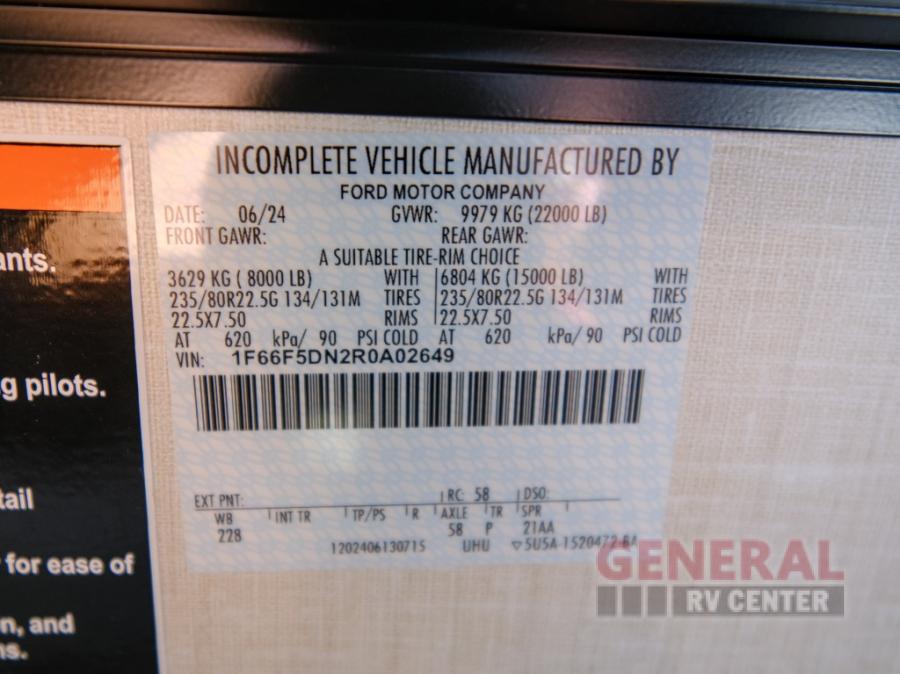 INCOMPLETE VEHICLE MANUFACTURED BY
FORD MOTOR COMPANY
DATE: 06/24 GVWR: 9979 KG (22000 LB)
FRONT GAWR: REAR GAWR:
A SUITABLE TIRE-RIM CHOICE
3629 KG ( 8000 LB) WITH 6804 KG (15000 LB) WITH
235/80R22.5G 134/131M TIRES 235/80R22.5G 134/131M TIRES
22.5X7.50 RIMS 22.5X7.50 RIMS
AT 620 kPa/ 90 PSI COLD AT 620 kPa/ 90 PSI COLD
VIN: 1F66F5DN2R0A02649
EXT PNT: RC: 58 DSO:
WB INT TR TP/PS R AXLE TR SPR
228 58 P 21AA
1202406130715 UHU ▽5U5A-1520472-BA
ants.
g pilots.
tail
for ease of
n, and
ns.
GENERAL
RV CENTER